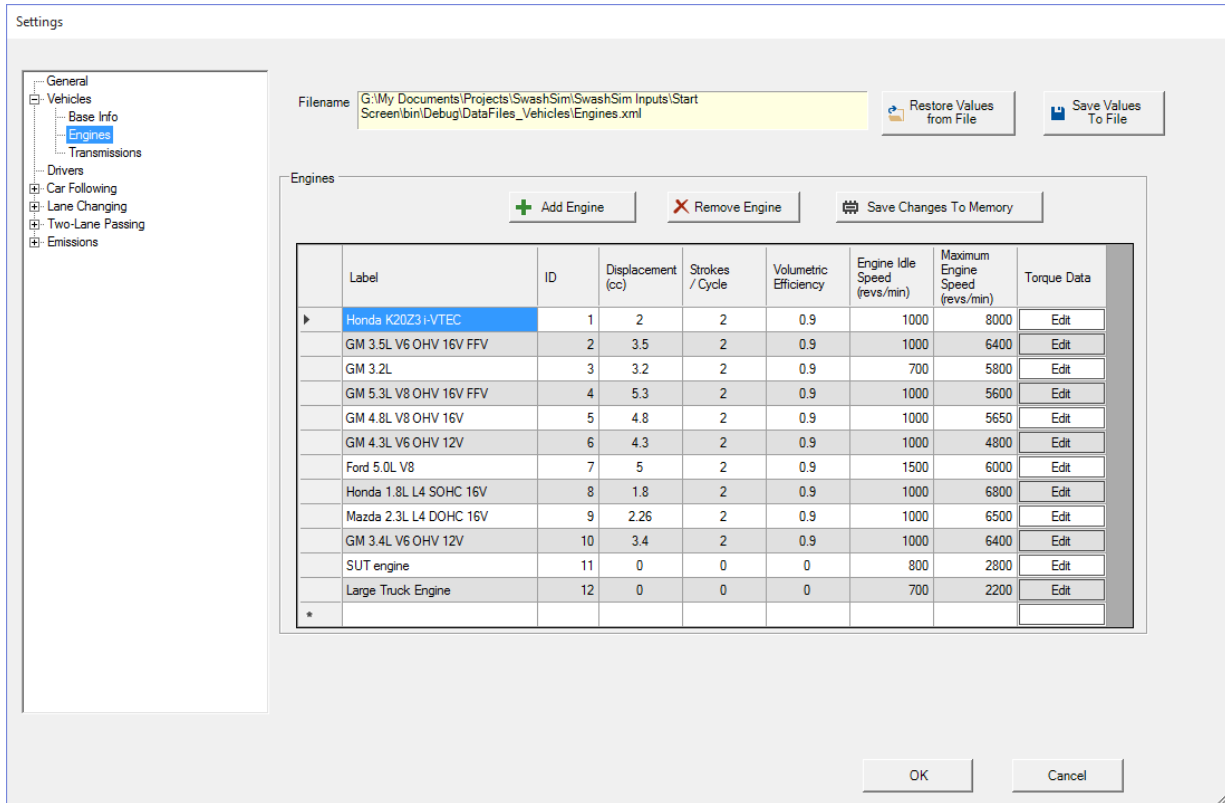 Settings
General
Vehicles
Base Info
Engines
Transmissions
Drivers
Car Following
Lane Changing
Two-Lane Passing
Emissions
Filename
G:\My Documents\Projects\SwashSim\SwashSim Inputs\Start
Screen\bin\Debug\DataFiles_Vehicles\Engines.xml
Restore Values
from File
Save Values
To File
Engines
Add Engine
Remove Engine
Save Changes To Memory
Label
ID
Displacement
(cc)
Strokes
/ Cycle
Volumetric
Efficiency
Engine Idle
Speed
(revs/min)
Maximum
Engine
Speed
(revs/min)
Torque Data
Honda K20Z3 i-VTEC 1 2 2 0.9 1000 8000 Edit
GM 3.5L V6 OHV 16V FFV 2 3.5 2 0.9 1000 6400 Edit
GM 3.2L 3 3.2 2 0.9 700 5800 Edit
GM 5.3L V8 OHV 16V FFV 4 5.3 2 0.9 1000 5600 Edit
GM 4.8L V8 OHV 16V 5 4.8 2 0.9 1000 5650 Edit
GM 4.3L V6 OHV 12V 6 4.3 2 0.9 1000 4800 Edit
Ford 5.0L V8 7 5 2 0.9 1500 6000 Edit
Honda 1.8L L4 SOHC 16V 8 1.8 2 0.9 1000 6800 Edit
Mazda 2.3L L4 DOHC 16V 9 2.26 2 0.9 1000 6500 Edit
GM 3.4L V6 OHV 12V 10 3.4 2 0.9 1000 6400 Edit
SUT engine 11 0 0 0 800 2800 Edit
Large Truck Engine 12 0 0 0 700 2200 Edit
*
OK
Cancel